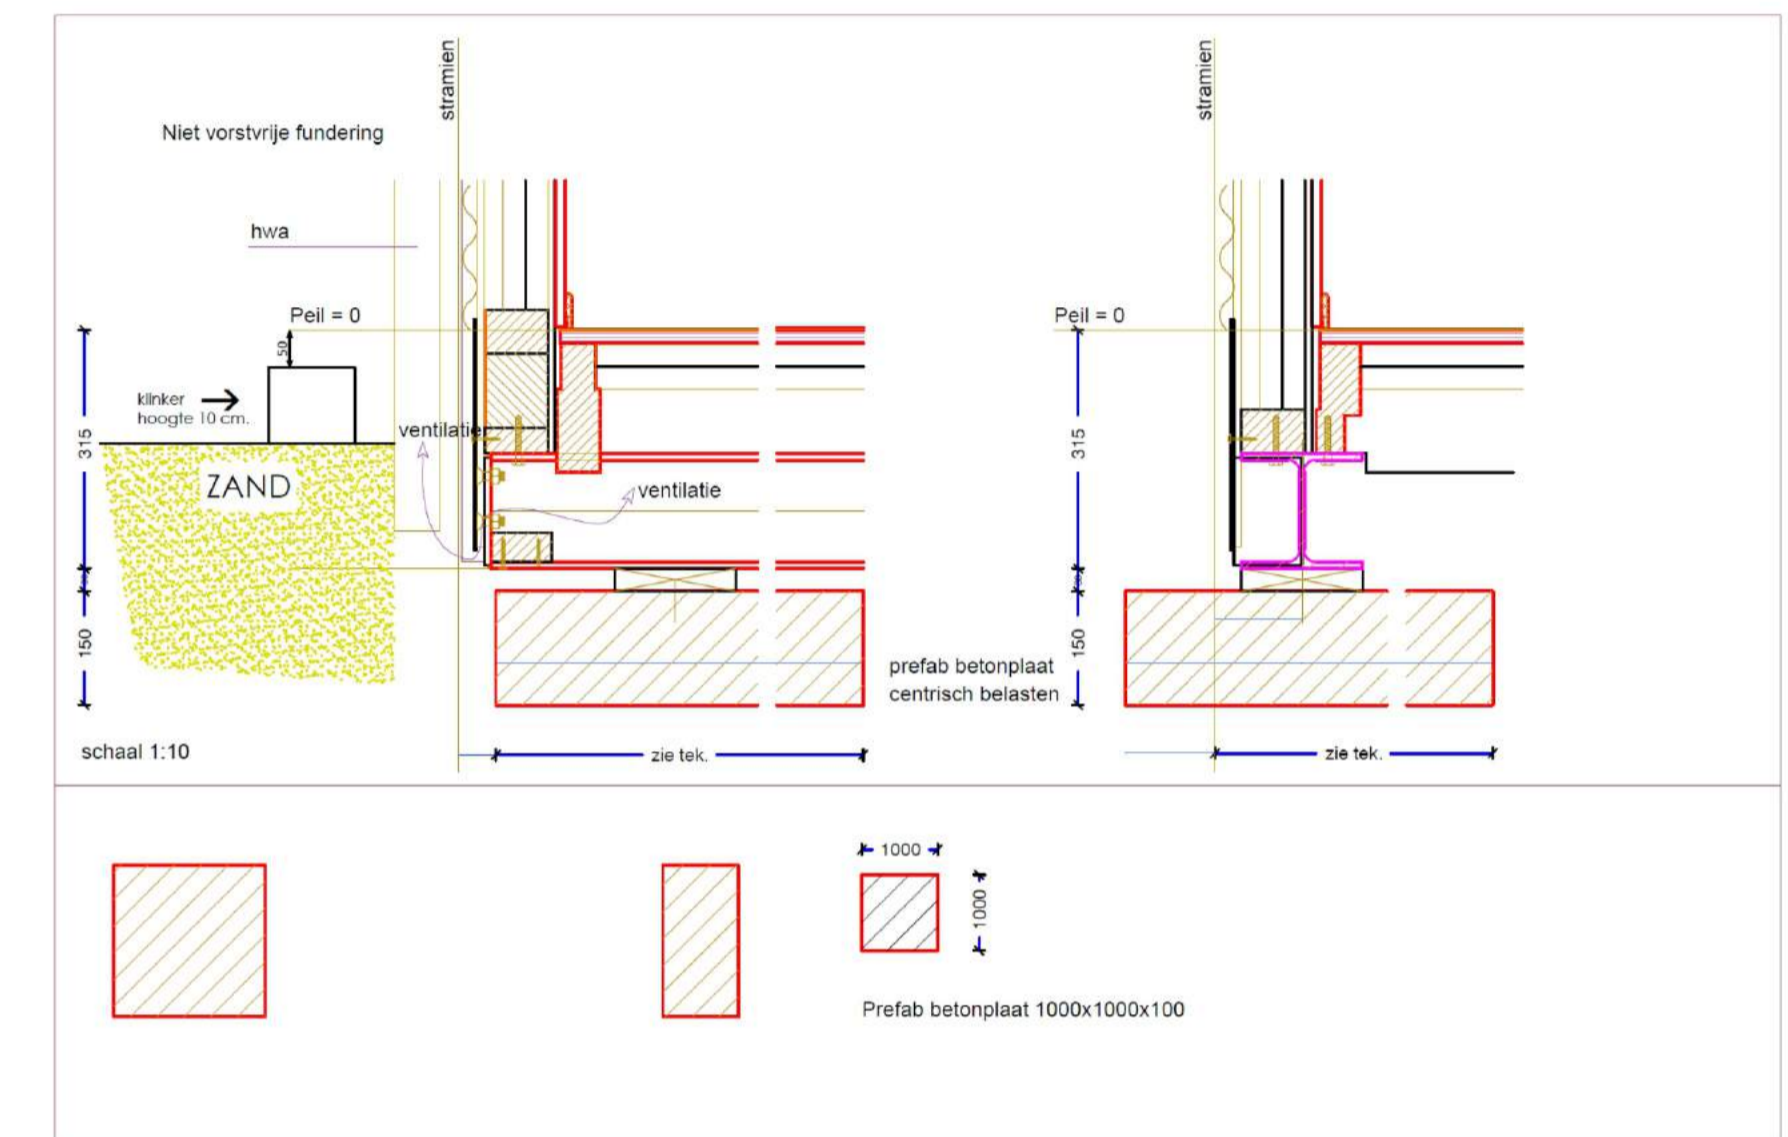 stramien
stramien
Niet vorstvrije fundering
hwa
Peil = 0
Peil = 0
50
klinker
hoogte 10 cm.
ventilatie
315
315
ZAND
ventilatie
150
150
prefab betonplaat
centrisch belasten
schaal 1:10
zie tek.
zie tek.
1000
1000
Prefab betonplaat 1000x1000x100